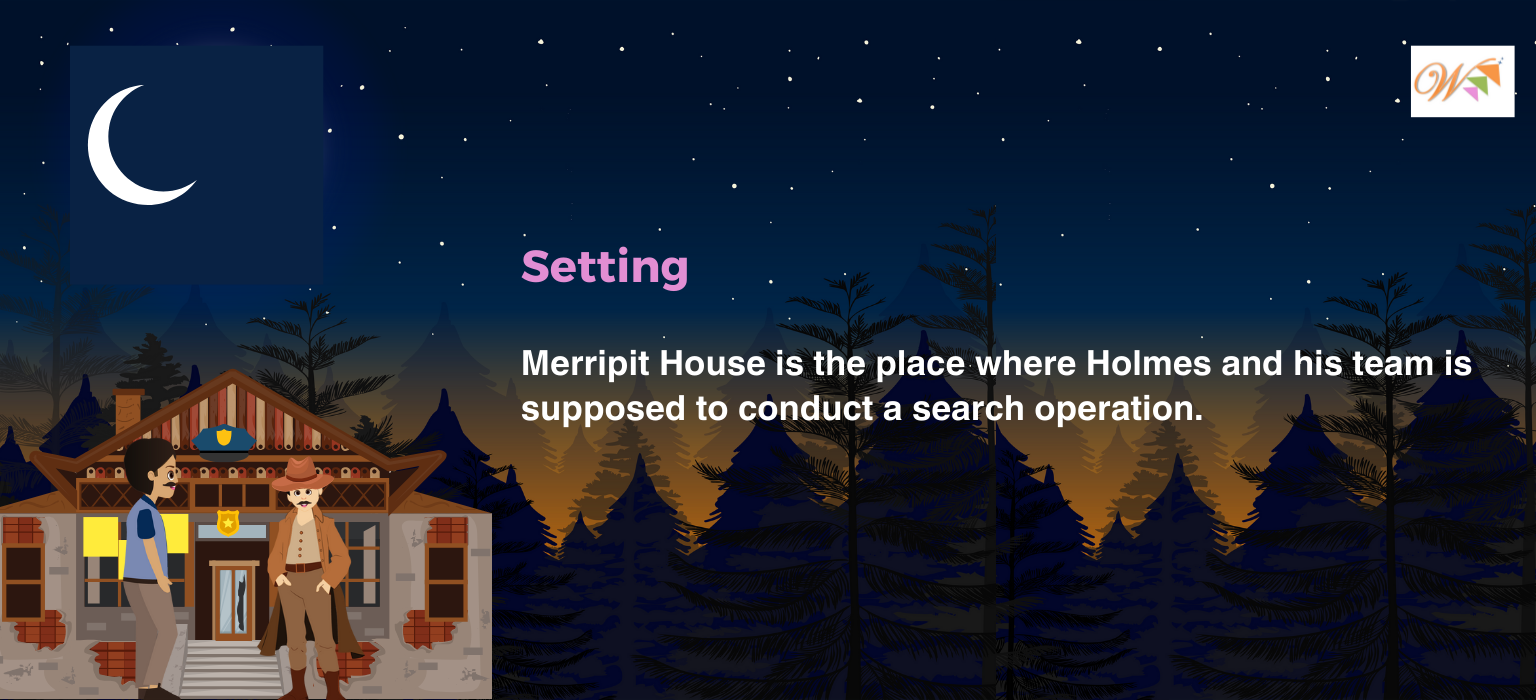 W
Setting
Merripit House is the place where Holmes and his team is
supposed to conduct a search operation.